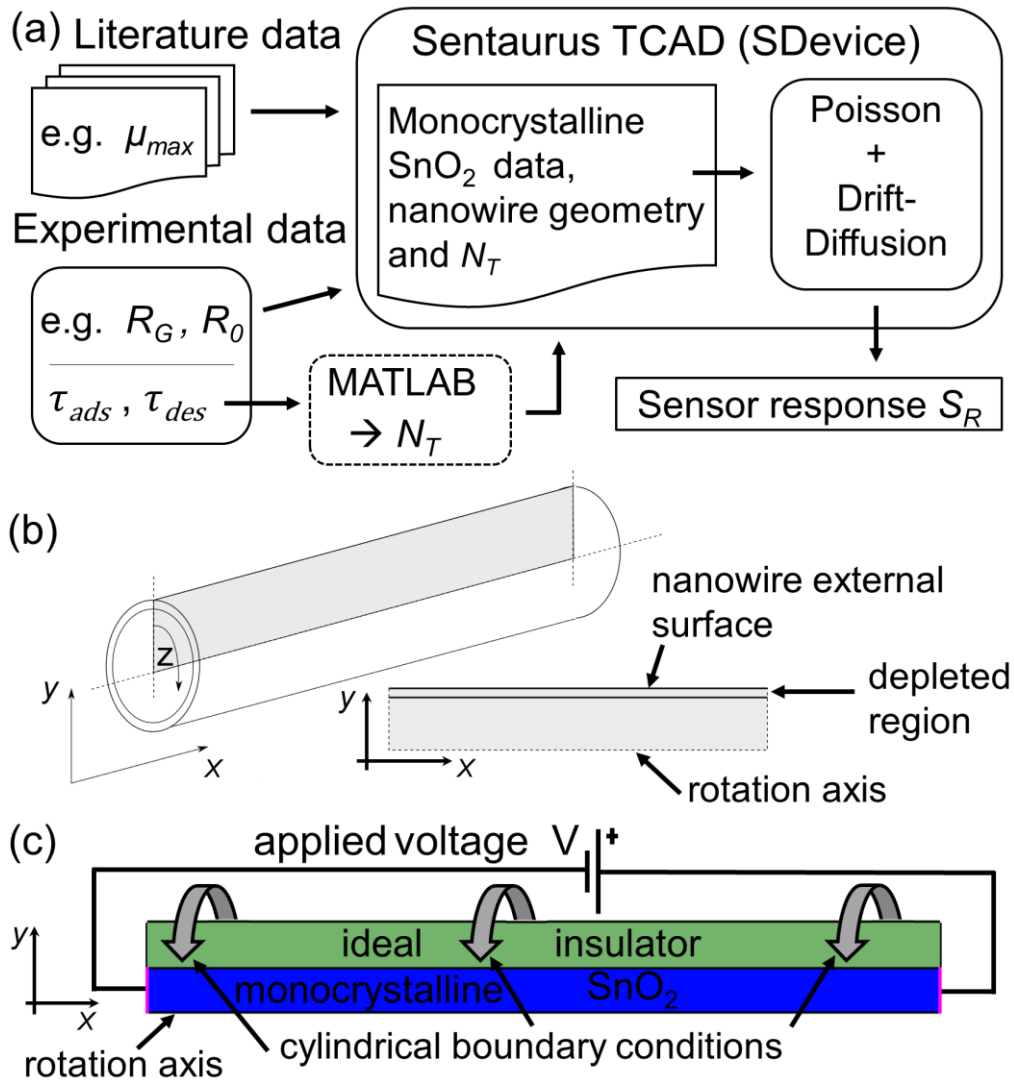 (a) Literature data
e.g. μmax
Experimental data
e.g. RG , R0
τads , τdes
MATLAB
→ NT
Sentaurus TCAD (SDevice)
Monocrystalline
SnO2 data,
nanowire geometry
and NT
Poisson
+
Drift-
Diffusion
Sensor response SR
(b)
z
y
x
nanowire external
surface
depleted
region
y
x
rotation axis
(c)
applied voltage V +
y
x
ideal insulator
monocrystalline SnO2
rotation axis
cylindrical boundary conditions